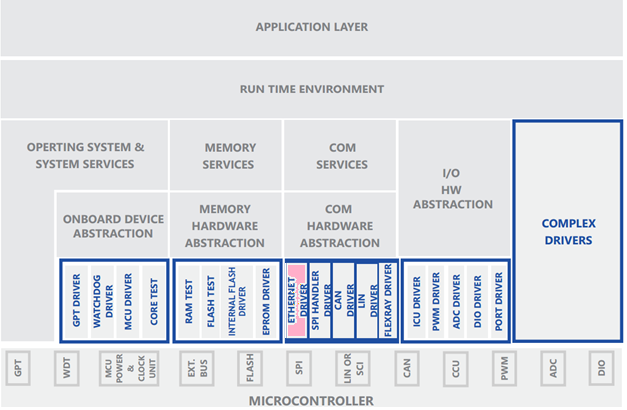 APPLICATION LAYER
RUN TIME ENVIRONMENT
OPERTING SYSTEM &
SYSTEM SERVICES
MEMORY
SERVICES
COM
SERVICES
I/O
HW
ABSTRACTION
COMPLEX
DRIVERS
ONBOARD DEVICE
ABSTRACTION
MEMORY
HARDWARE
ABSTRACTION
COM
HARDWARE
ABSTRACTION
GPT DRIVER
WATCHDOG
DRIVER
MCU DRIVER
CORE TEST
RAM TEST
FLASH TEST
INTERNAL FLASH
DRIVER
EPROM DRIVER
ETHERNET
DRIVER
SPI HANDLER
DRIVER
CAN
DRIVER
LIN
DRIVER
FLEXRAY DRIVER
ICU DRIVER
PWM DRIVER
ADC DRIVER
DIO DRIVER
PORT DRIVER
GPT
WDT
MCU
POWER
&
CLOCK
UNIT
EXT.
BUS
FLASH
SPI
LIN OR
SCI
CAN
CCU
PWM
ADC
DIO
MICROCONTROLLER